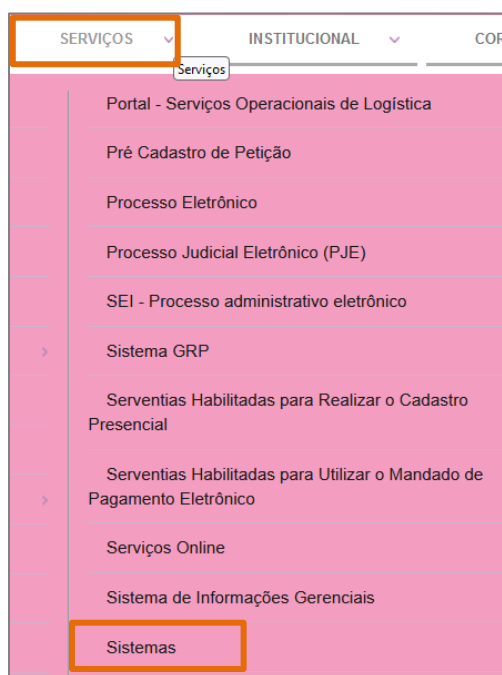 SERVIÇOS INSTITUCIONAL
Serviços
Portal - Serviços Operacionais de Logística
Pré Cadastro de Petição
Processo Eletrônico
Processo Judicial Eletrônico (PJE)
SEI - Processo administrativo eletrônico
Sistema GRP
Serventias Habilitadas para Realizar o Cadastro
Presencial
Serventias Habilitadas para Utilizar o Mandado de
Pagamento Eletrônico
Serviços Online
Sistema de Informações Gerenciais
Sistemas